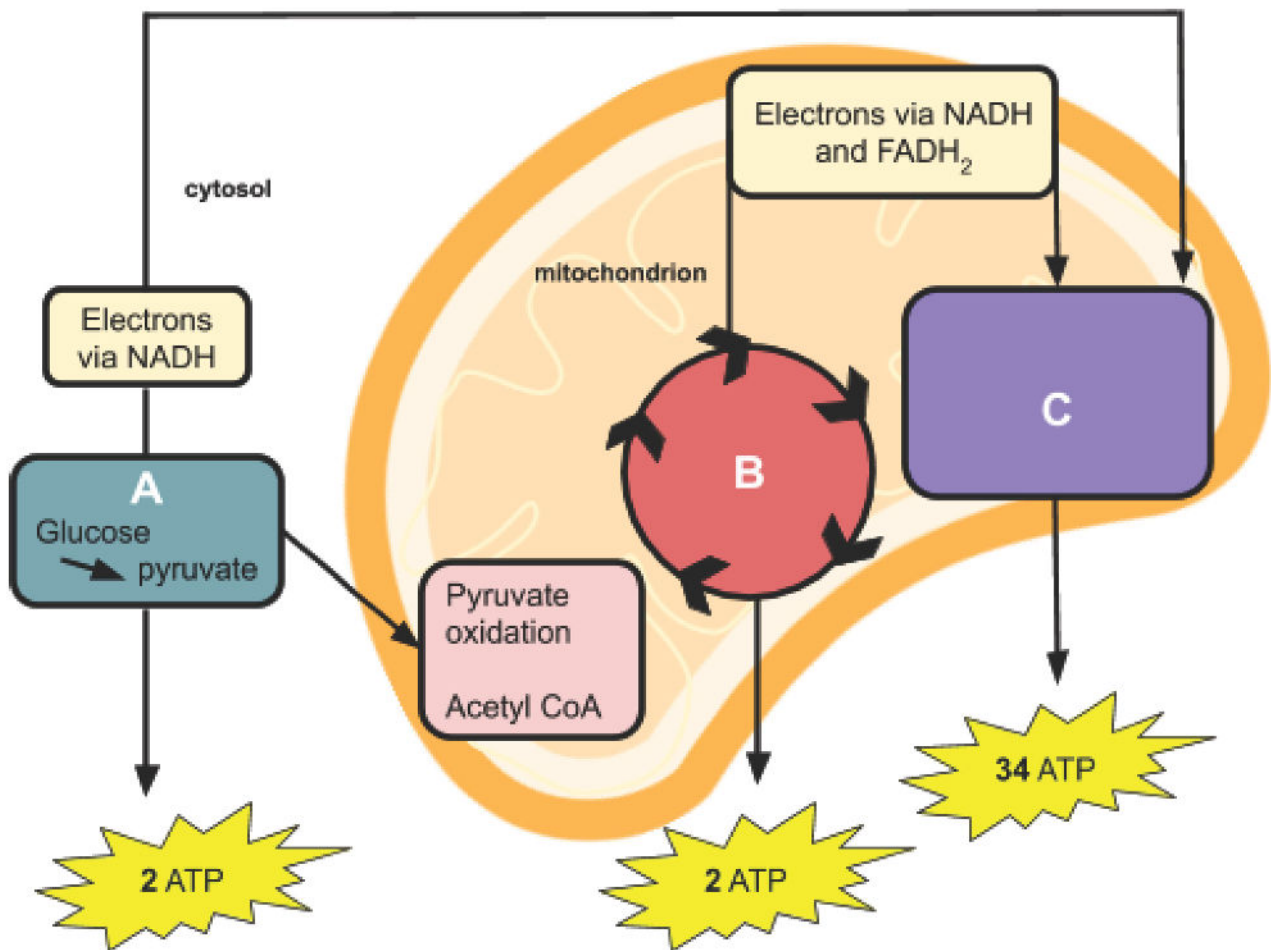 Electrons via NADH
and FADH₂
cytosol
mitochondrion
Electrons
via NADH
C
A
B
Glucose
pyruvate
Pyruvate
oxidation
Acetyl CoA
34 ATP
2 ATP
2 ATP